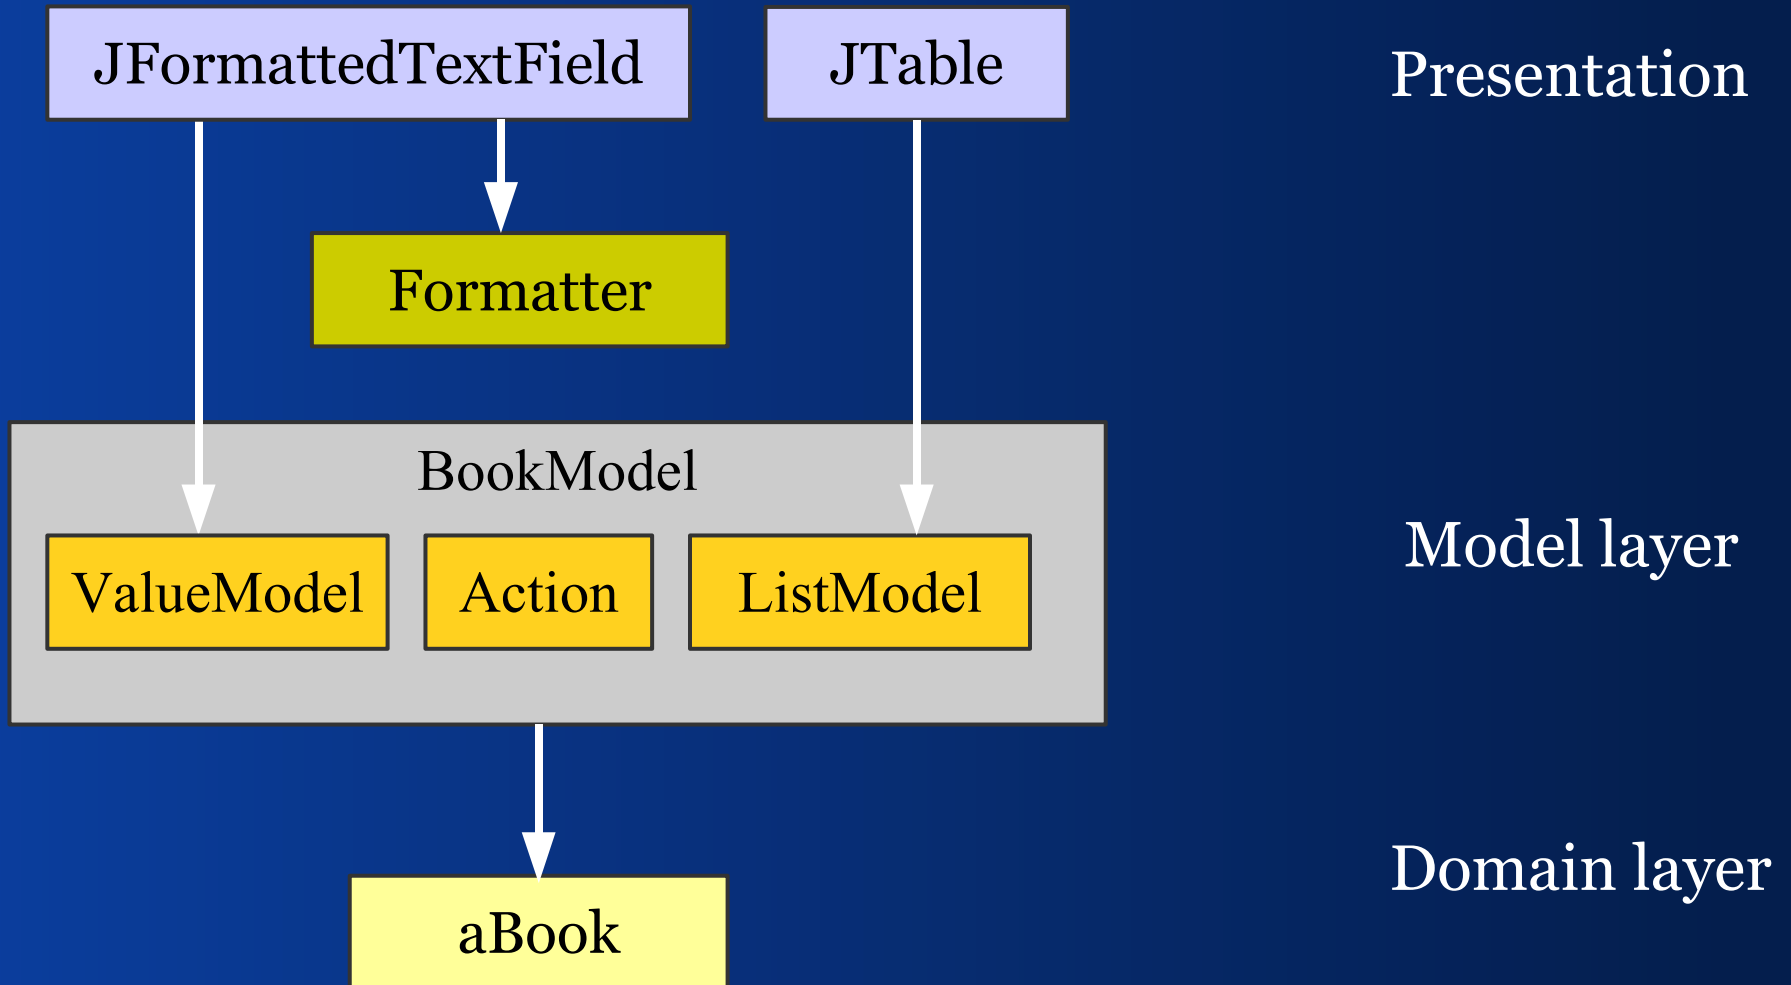 JFormattedTextField
JTable
Presentation
Formatter
BookModel
ValueModel
Action
ListModel
Model layer
Domain layer
aBook